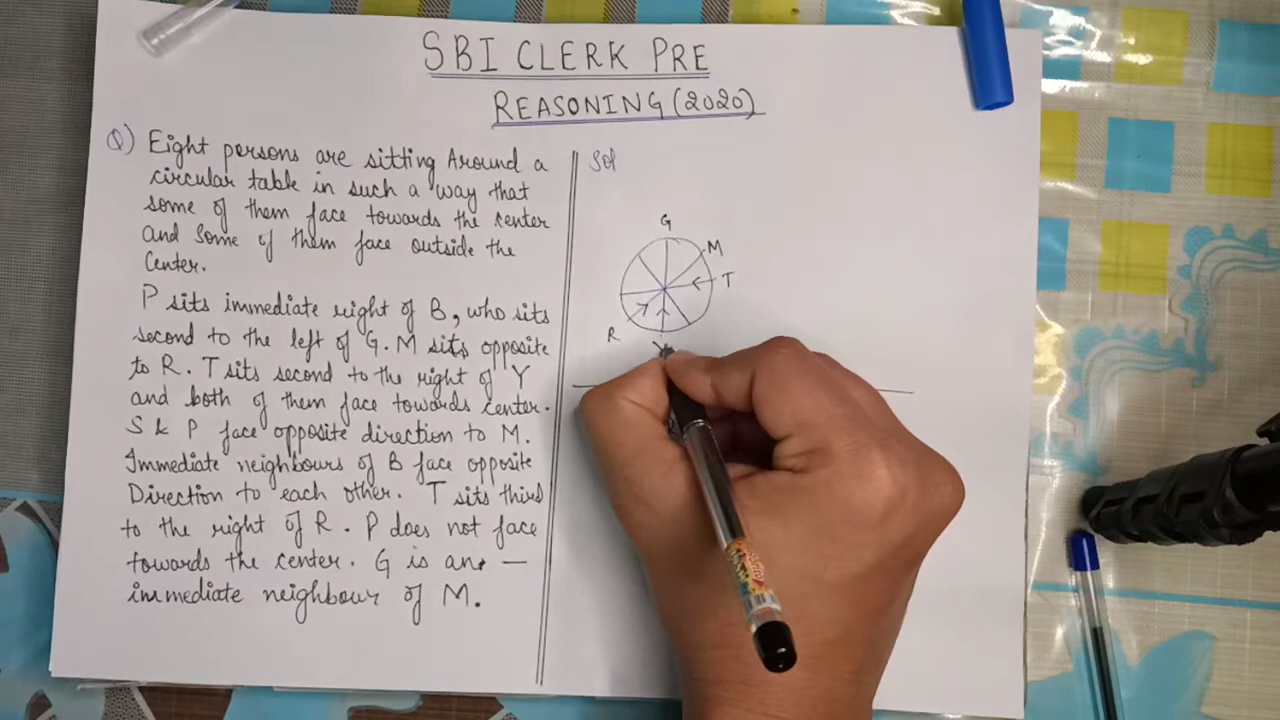 SBI CLERK PRE
REASONING (2020)
Q) Eight persons are sitting Around a
circular table in such a way that
some of them face towards the center
and Some of them face outside the
Center.
P sits immediate right of B, who sits
second to the left of G. M sits opposite
to R. T sits second to the right of Y
and both of them face towards center.
S & P face opposite direction to M.
Immediate neighbours of B face opposite
Direction to each other. T sits third
to the right of R. P does not face
towards the center. G is an —
immediate neighbour of M.
Sol
G
M
T
R
Y